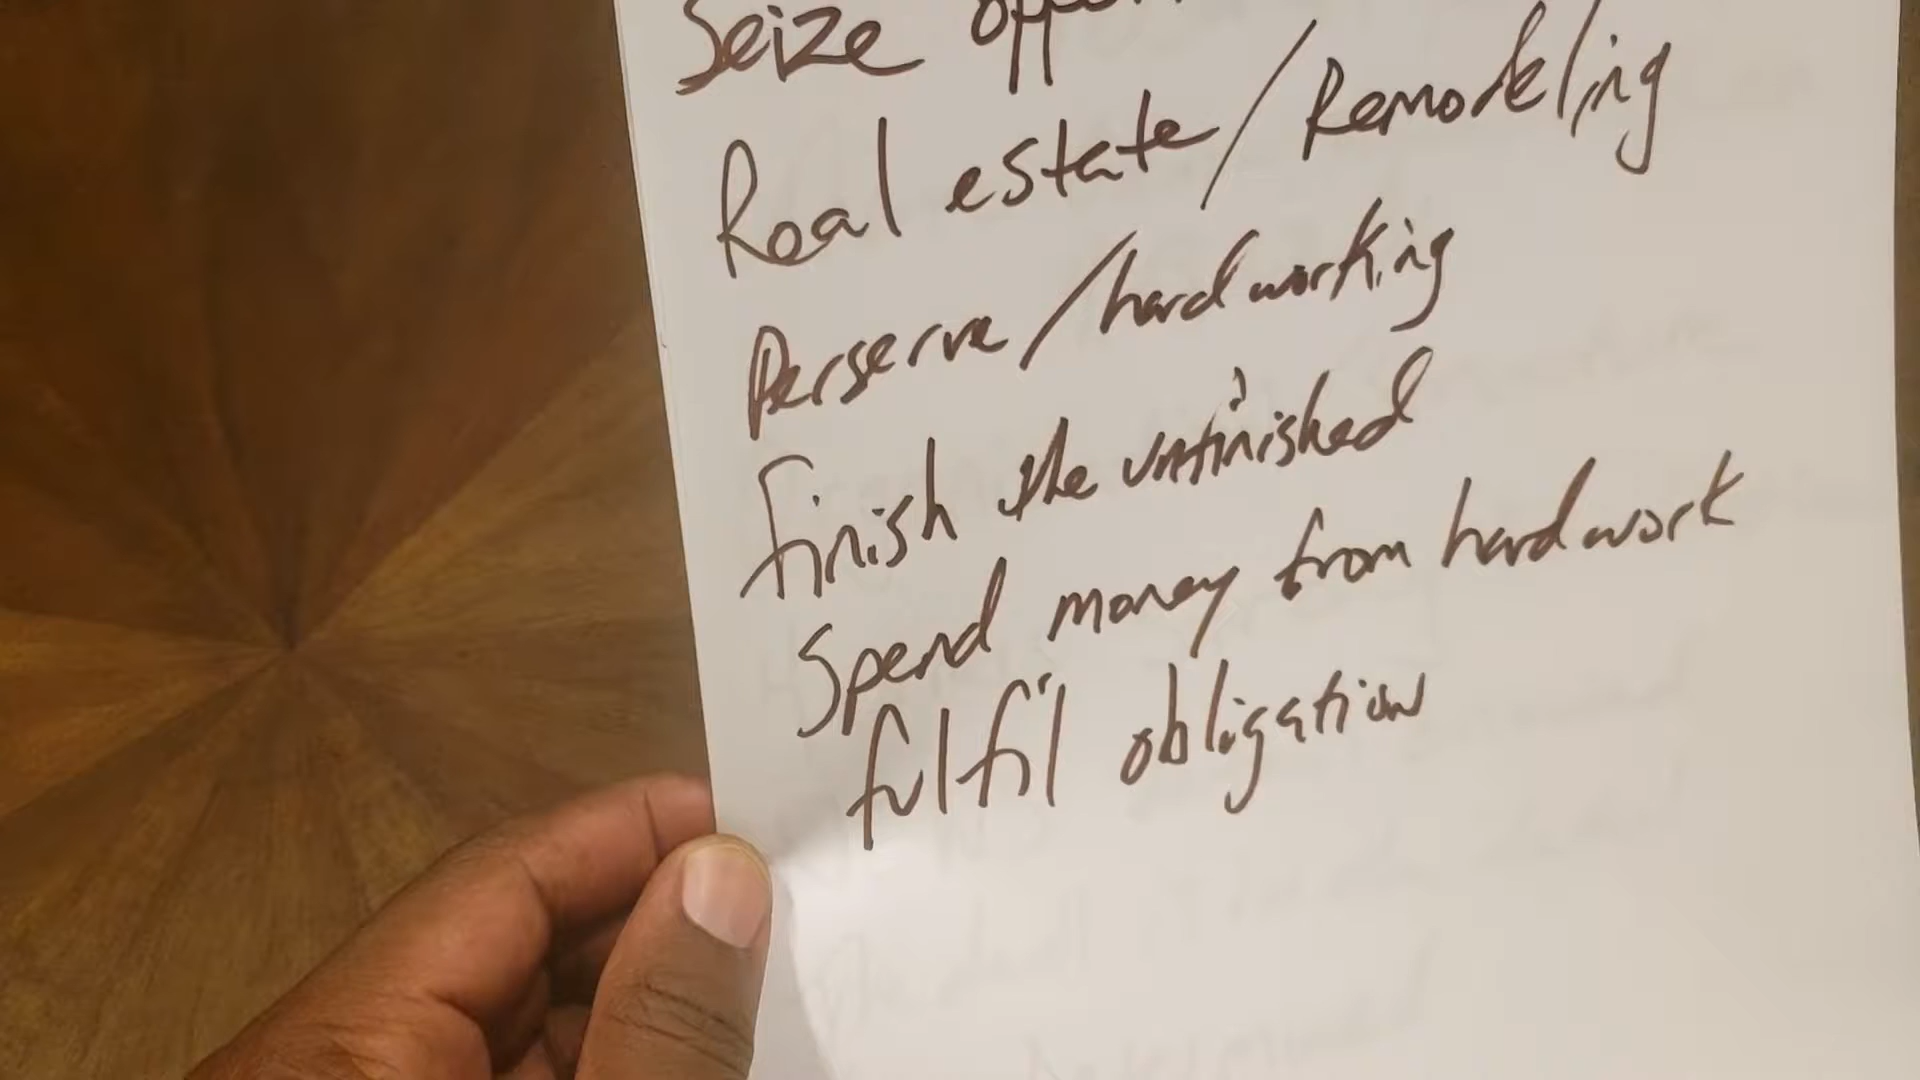 Seize
Real estate/Remodeling
Perserve/hardworking
Finish the unfinished
Spend money from hardwork
fulfil obligation